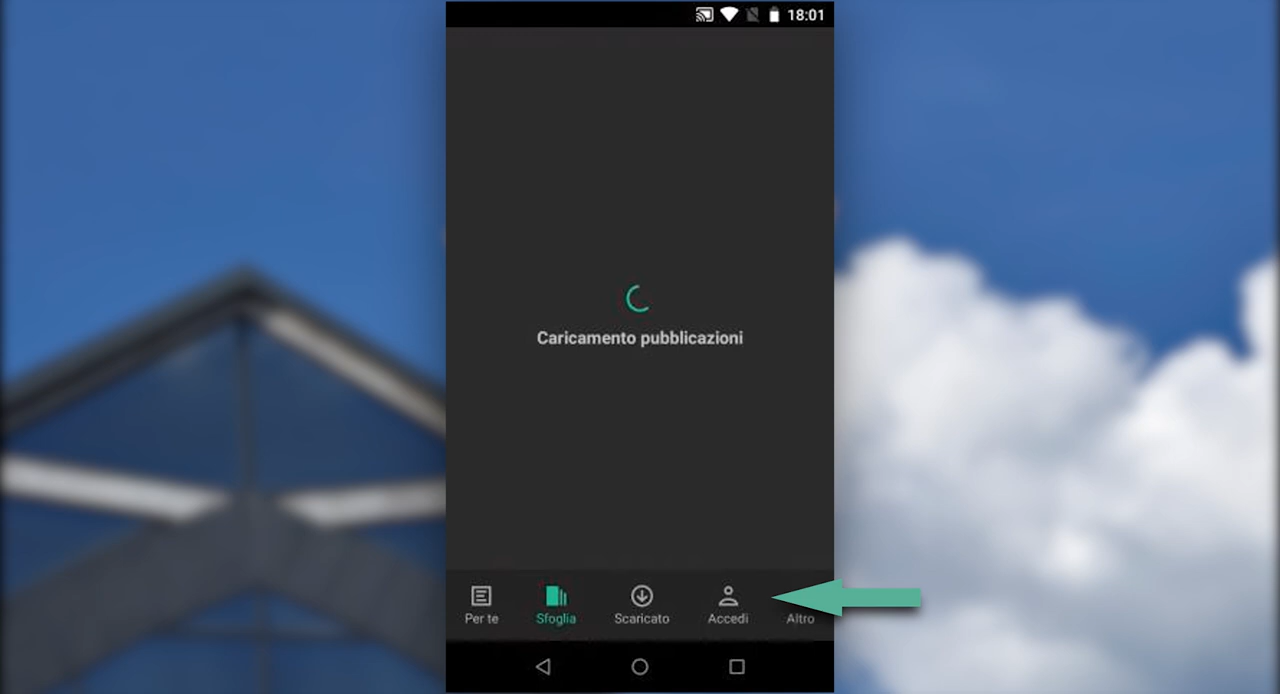 18:01
Caricamento pubblicazioni
Per te
Sfoglia
Scaricato
Accedi
Altro